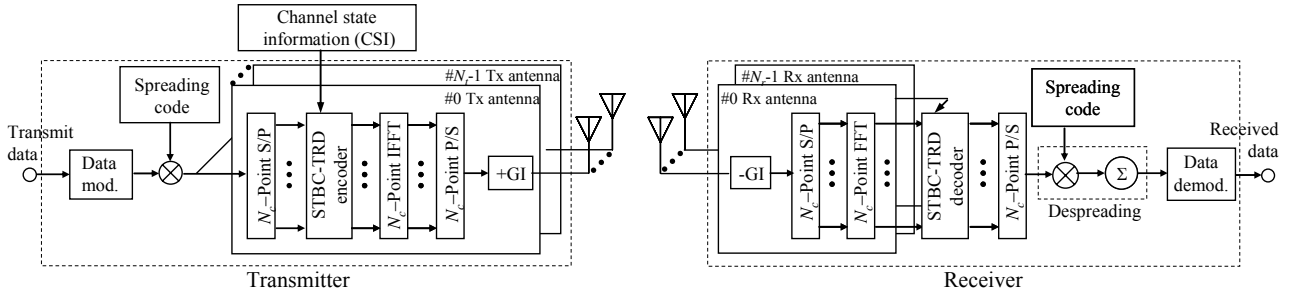 Channel state
information (CSI)
#Nt-1 Tx antenna
#0 Tx antenna
Spreading
code
Transmit
data
Data
mod.
Nc–Point S/P
STBC-TRD
encoder
Nc–Point IFFT
Nc–Point P/S
+GI
Transmitter
#Nr-1 Rx antenna
#0 Rx antenna
-GI
Nc–Point S/P
Nc–Point FFT
STBC-TRD
decoder
Nc–Point P/S
Spreading
code
Σ
Despreading
Data
demod.
Received
data
Receiver